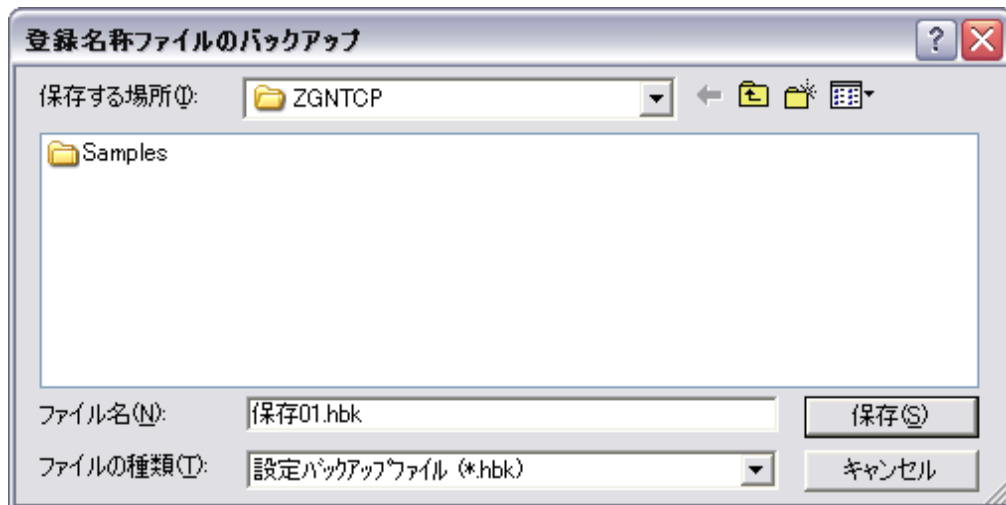 登録名称ファイルのバックアップ
保存する場所(I): ZGNTCP
Samples
ファイル名(N): 保存01.hbk 保存(S)
ファイルの種類(T): 設定ﾊﾞｯｸｱｯﾌﾟﾌｧｲﾙ (*.hbk) キャンセル